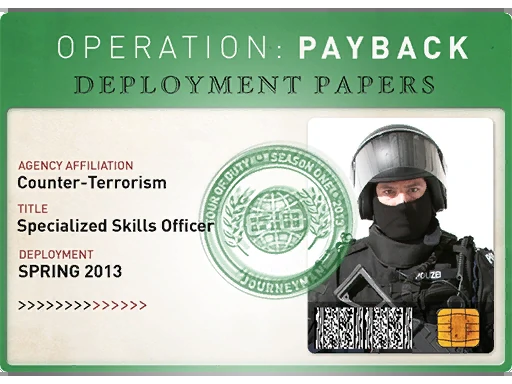 OPERATION: PAYBACK
DEPLOYMENT PAPERS
AGENCY AFFILIATION
Counter-Terrorism
TITLE
Specialized Skills Officer
DEPLOYMENT
SPRING 2013
>>>>>>>>>>>>>>>>>>>>>
TOUR OF DUTY SEASON ONE 2013
JOURNEYMAN
POLIZEI